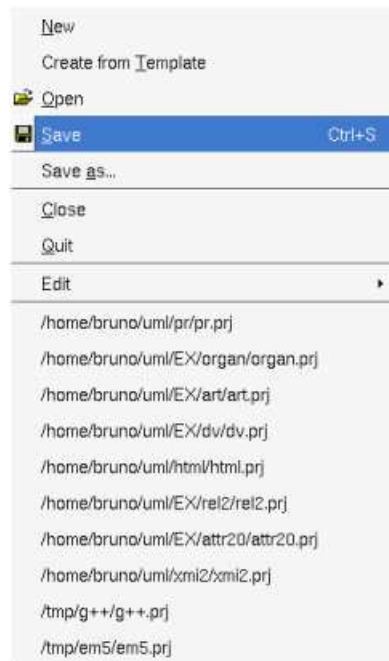 New
Create from Template
Open
Save Ctrl+S
Save as...
Close
Quit
Edit
/home/bruno/uml/pr/pr.prj
/home/bruno/uml/EX/organ/organ.prj
/home/bruno/uml/EX/art/art.prj
/home/bruno/uml/EX/dv/dv.prj
/home/bruno/uml/html/html.prj
/home/bruno/uml/EX/rel2/rel2.prj
/home/bruno/uml/EX/attr20/attr20.prj
/home/bruno/uml/xmi2/xmi2.prj
/tmp/g++/g++.prj
/tmp/em5/em5.prj